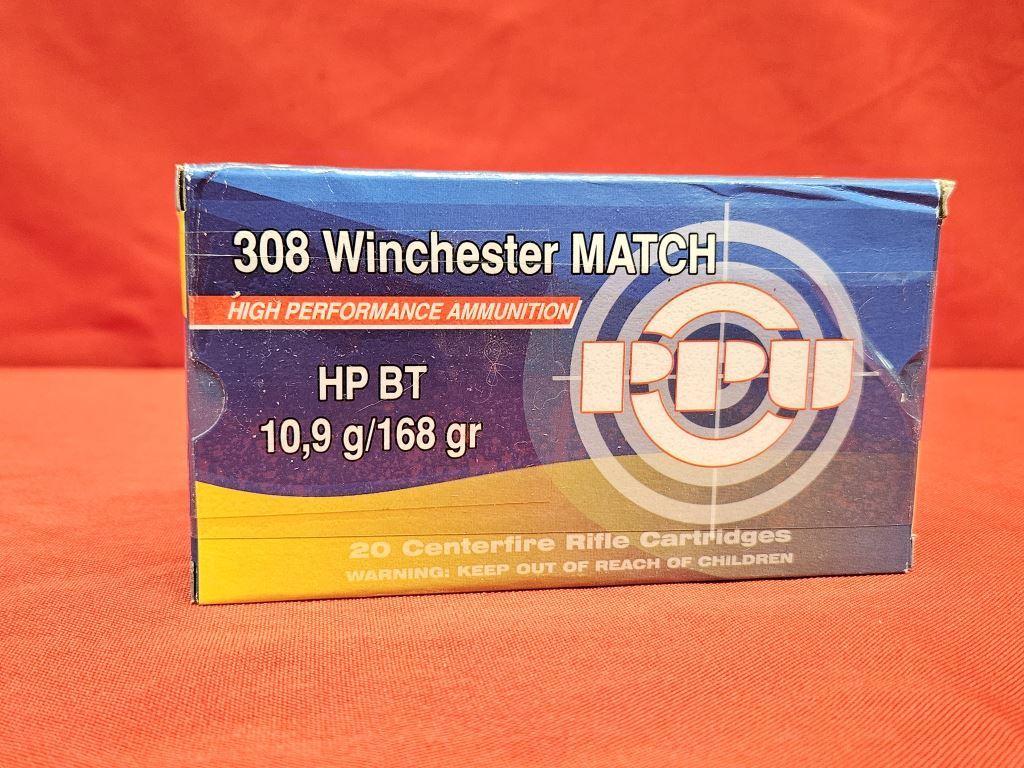 308 Winchester MATCH
HIGH PERFORMANCE AMMUNITION
HP BT
10,9 g/168 gr
PPU
20 Centerfire Rifle Cartridges
WARNING: KEEP OUT OF REACH OF CHILDREN